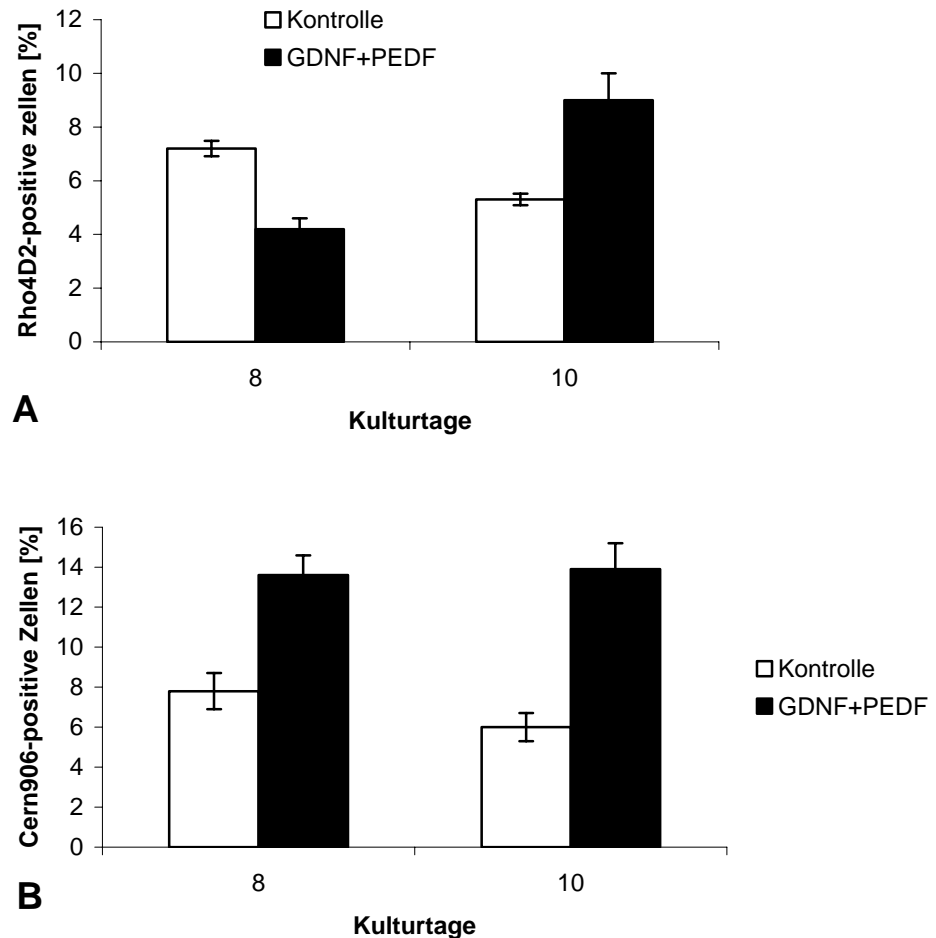 Kontrolle
GDNF+PEDF
Rho4D2-positive zellen [%]
12
10
8
6
4
2
0
8 10
Kulturtage
A
Cern906-positive Zellen [%]
16
14
12
10
8
6
4
2
0
Kontrolle
GDNF+PEDF
8 10
Kulturtage
B